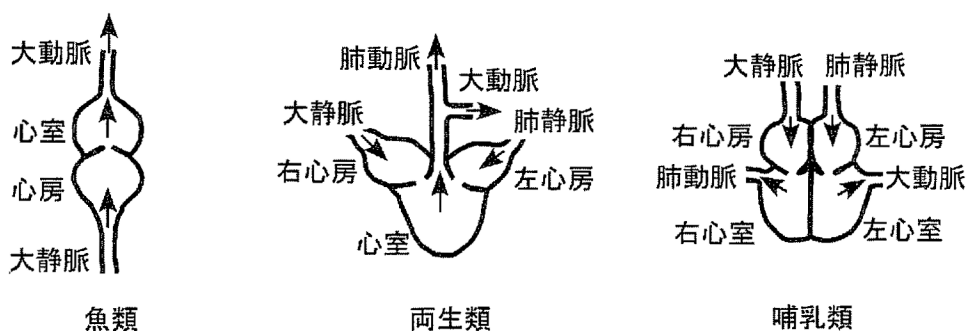 大動脈
心室
心房
大静脈
魚類
肺動脈
大動脈
大静脈
肺静脈
右心房
左心房
心室
両生類
大静脈 肺静脈
右心房
左心房
肺動脈
大動脈
右心室
左心室
哺乳類